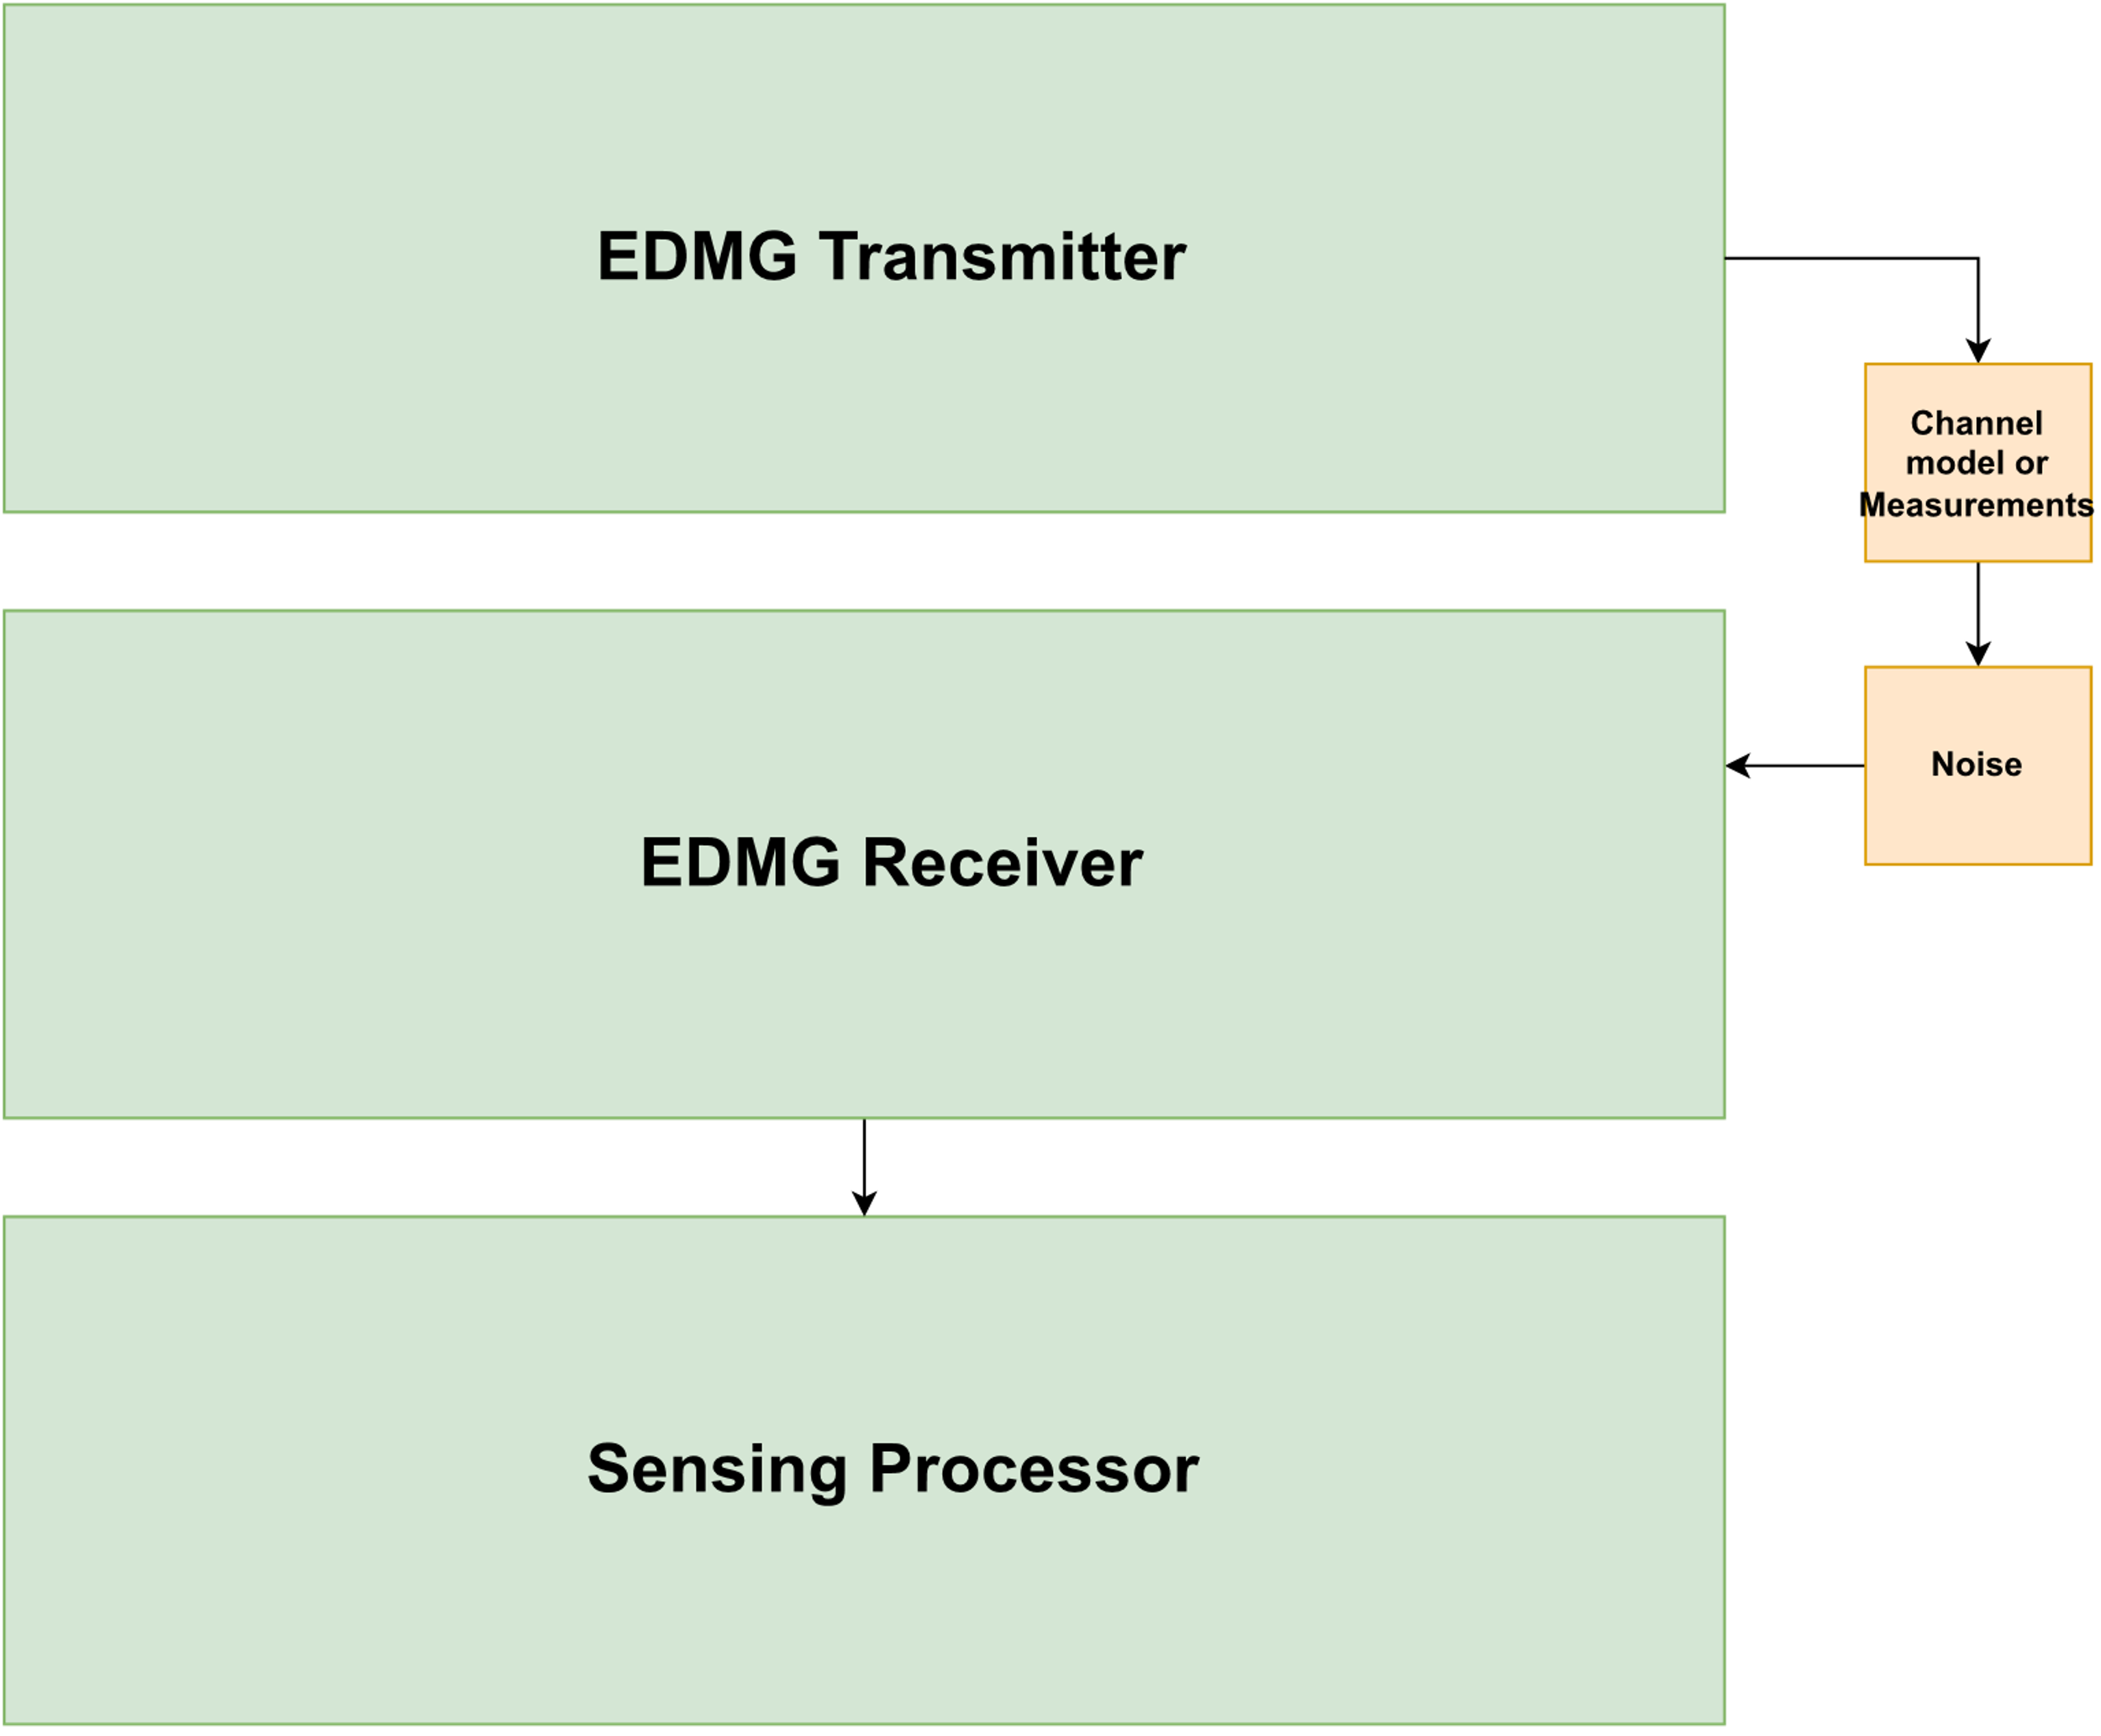 EDMG Transmitter
Channel
model or
Measurements
Noise
EDMG Receiver
Sensing Processor